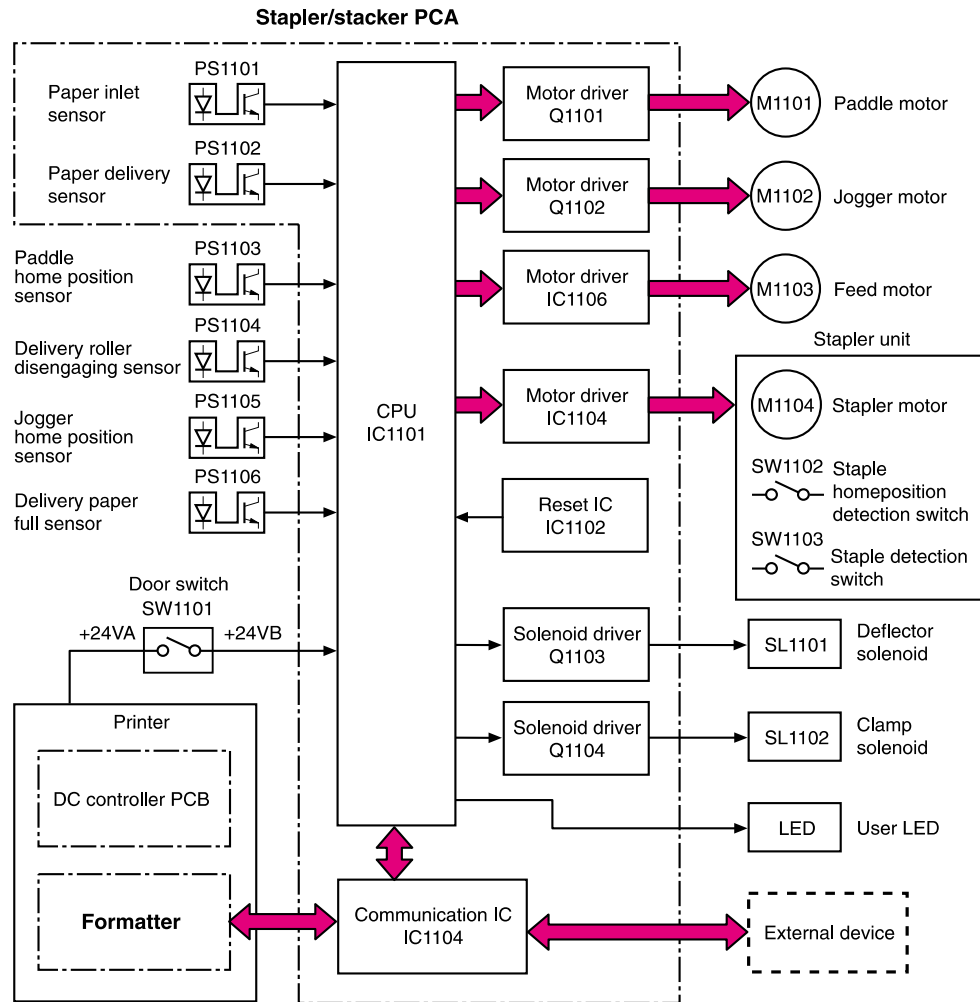 Stapler/stacker PCA
PS1101
Paper inlet
sensor
PS1102
Paper delivery
sensor
PS1103
Paddle
home position
sensor
PS1104
Delivery roller
disengaging sensor
PS1105
Jogger
home position
sensor
PS1106
Delivery paper
full sensor
Door switch
SW1101
+24VA
+24VB
Printer
DC controller PCB
Formatter
CPU
IC1101
Communication IC
IC1104
Motor driver
Q1101
M1101
Paddle motor
Motor driver
Q1102
M1102
Jogger motor
Motor driver
IC1106
M1103
Feed motor
Stapler unit
Motor driver
IC1104
M1104
Stapler motor
SW1102
Staple
homeposition
detection switch
SW1103
Staple detection
switch
Reset IC
IC1102
Solenoid driver
Q1103
SL1101
Deflector
solenoid
Solenoid driver
Q1104
SL1102
Clamp
solenoid
LED
User LED
External device